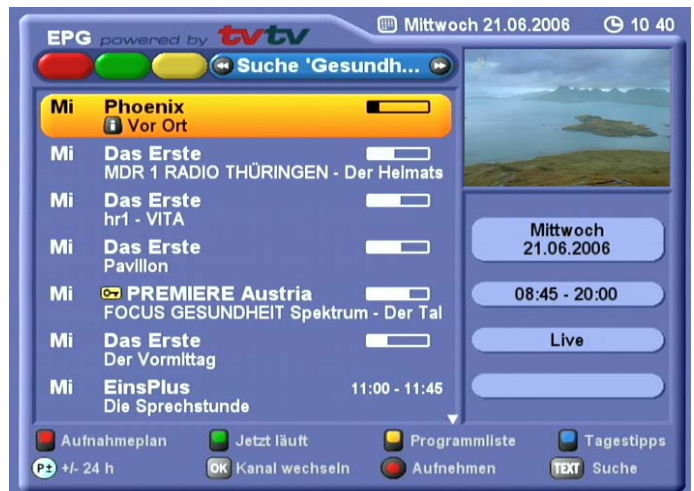 EPG powered by tvtv
Mittwoch 21.06.2006 10 40
Suche 'Gesundh...
Mi Phoenix
i Vor Ort
Mi Das Erste
MDR 1 RADIO THÜRINGEN - Der Heimats
Mi Das Erste
hr1 - VITA
Mi Das Erste
Pavillon
Mi PREMIERE Austria
FOCUS GESUNDHEIT Spektrum - Der Tal
Mi Das Erste
Der Vormittag
Mi EinsPlus 11:00 - 11:45
Die Sprechstunde
Mittwoch
21.06.2006
08:45 - 20:00
Live
Aufnahmeplan Jetzt läuft Programmliste Tagestipps
P± +/- 24 h OK Kanal wechseln Aufnehmen TEXT Suche